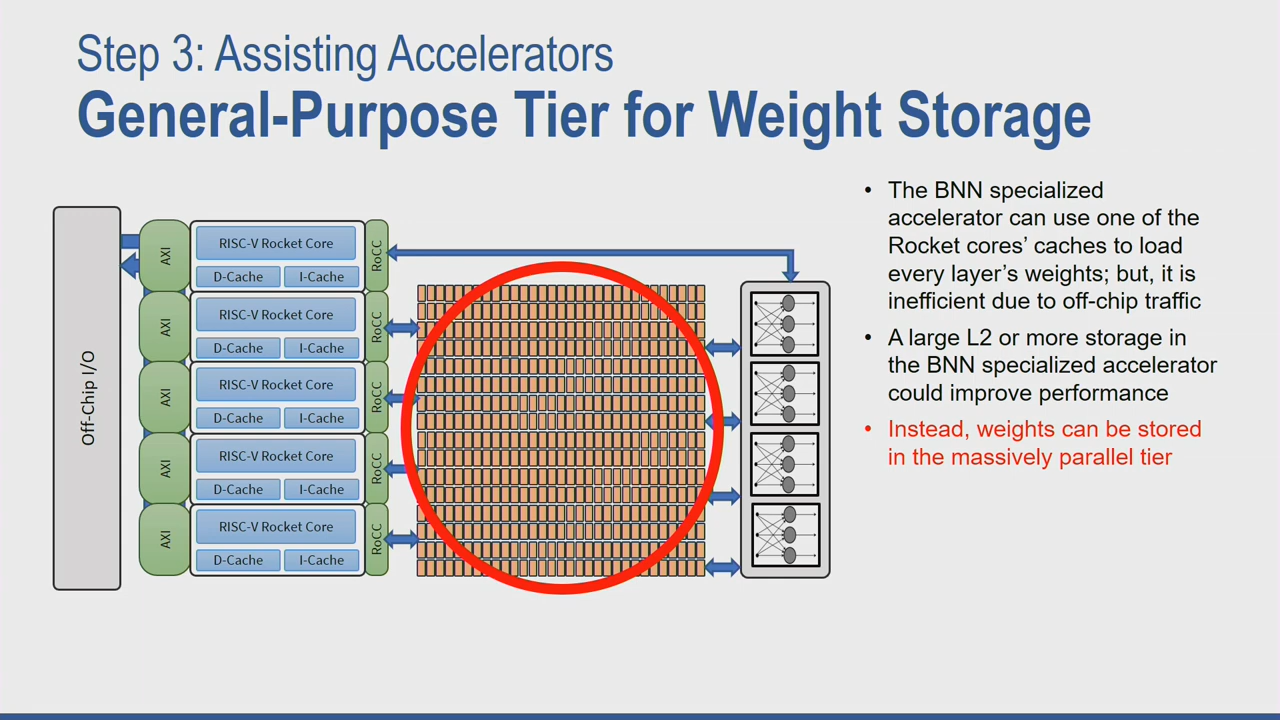 Step 3: Assisting Accelerators
General-Purpose Tier for Weight Storage
Off-Chip I/O
AXI
RISC-V Rocket Core
D-Cache
I-Cache
RoCC
AXI
RISC-V Rocket Core
D-Cache
I-Cache
RoCC
AXI
RISC-V Rocket Core
D-Cache
I-Cache
RoCC
AXI
RISC-V Rocket Core
D-Cache
I-Cache
RoCC
AXI
RISC-V Rocket Core
D-Cache
I-Cache
RoCC
• The BNN specialized
accelerator can use one of the
Rocket cores' caches to load
every layer's weights; but, it is
inefficient due to off-chip traffic
• A large L2 or more storage in
the BNN specialized accelerator
could improve performance
• Instead, weights can be stored
in the massively parallel tier